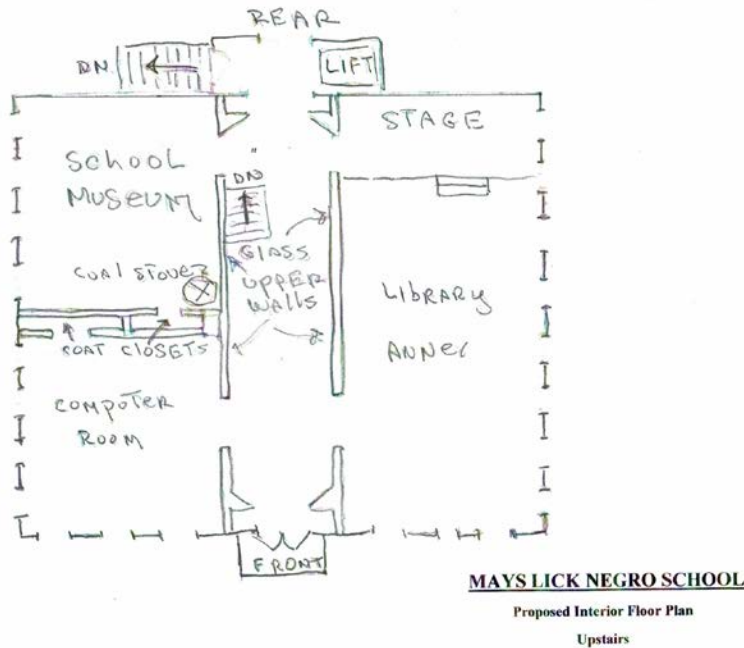 REAR
DN.
LIFT
STAGE
SCHOOL
MUSEUM
DN
GLASS
UPPER
WALLS
COAL STOVE
LIBRARY
ANNEX
COAT CLOSETS
COMPUTER
ROOM
FRONT
MAYS LICK NEGRO SCHOOL
Proposed Interior Floor Plan
Upstairs